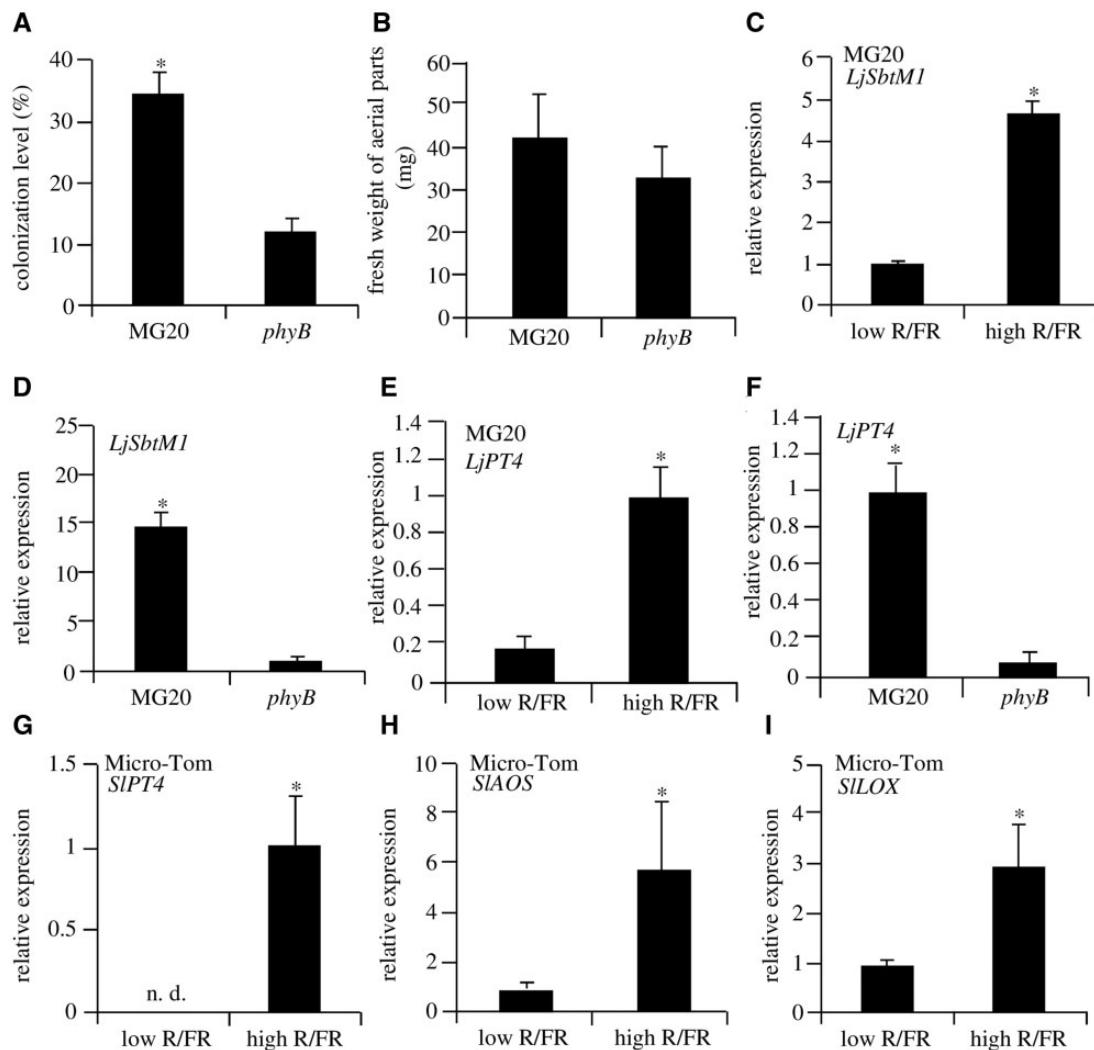 A
colonization level (%)
40
30
20
10
0
*
MG20 phyB
B
fresh weight of aerial parts
(mg)
60
50
40
30
20
10
0
MG20 phyB
C
relative expression
6
5
4
2
1
0
MG20
LjSbtM1
*
low R/FR high R/FR
D
relative expression
25
20
15
10
5
0
LjSbtM1
*
MG20 phyB
E
relative expression
1.4
1.2
1
0.8
0.6
0.4
0.2
0
MG20
LjPT4
*
low R/FR high R/FR
F
relative expression
1.4
1.2
1
0.8
0.6
0.4
0.2
0
LjPT4
*
MG20 phyB
G
relative expression
1.5
1
0.5
0
Micro-Tom
SlPT4
*
n. d.
low R/FR high R/FR
H
relative expression
10
8
6
4
2
0
Micro-Tom
SlAOS
*
low R/FR high R/FR
I
relative expression
5
4
3
2
1
0
Micro-Tom
SlLOX
*
low R/FR high R/FR